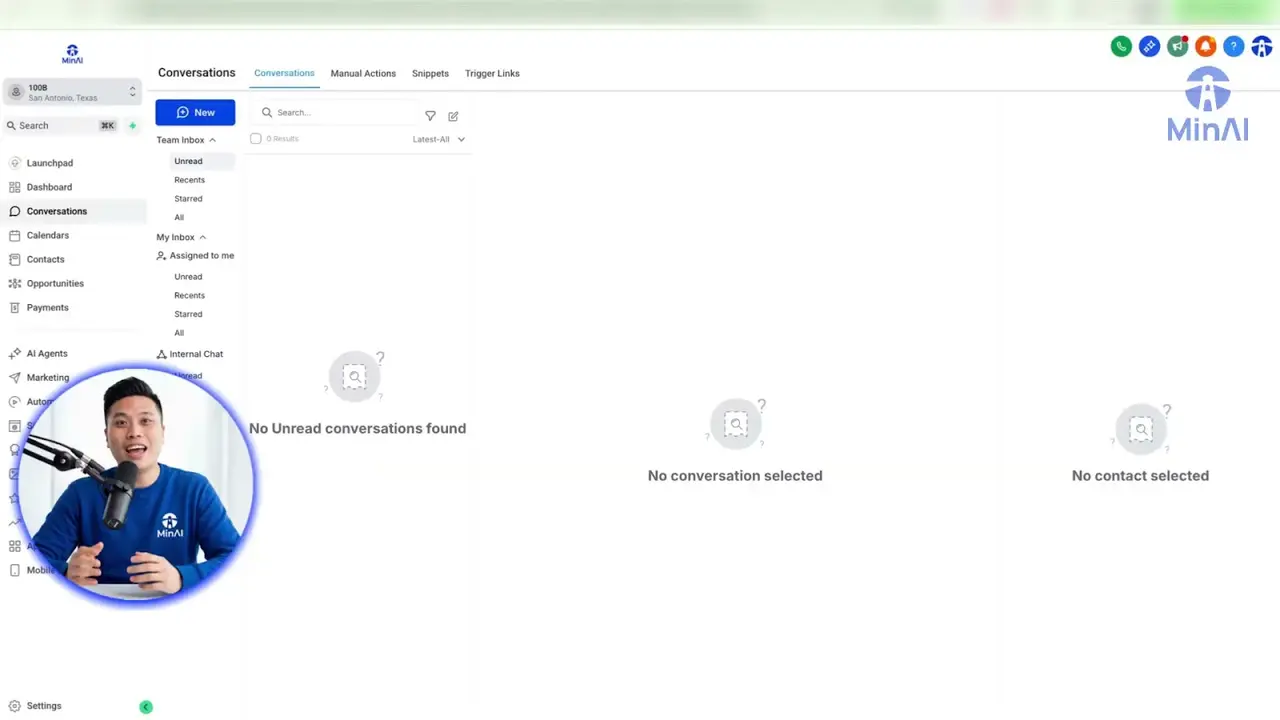 MinAI
100B
San Antonio, Texas
Search
⌘K
Launchpad
Dashboard
Conversations
Calendars
Contacts
Opportunities
Payments
AI Agents
Marketing
Settings
Conversations
Conversations
Manual Actions
Snippets
Trigger Links
New
Team Inbox
Unread
Recents
Starred
All
My Inbox
Assigned to me
Unread
Recents
Starred
All
Internal Chat
Search...
0 Results
Latest-All
No Unread conversations found
No conversation selected
No contact selected
?
MinAI
MinAI